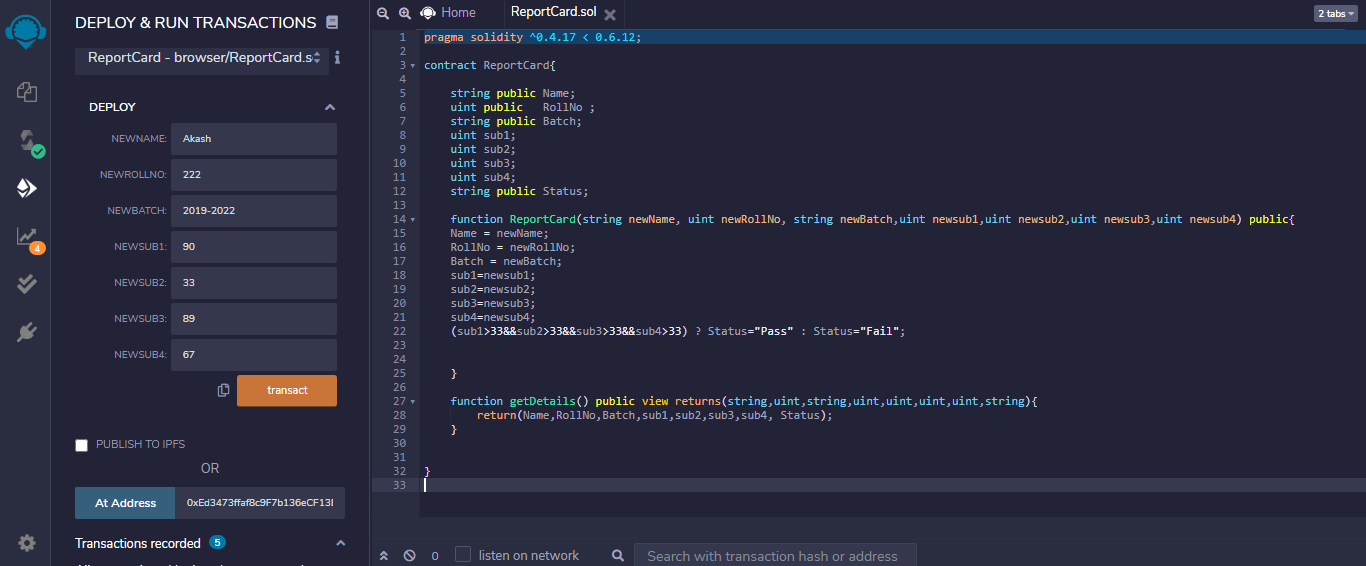 DEPLOY & RUN TRANSACTIONS
ReportCard - browser/ReportCard.s
DEPLOY
NEWNAME: Akash
NEWROLLNO: 222
NEWBATCH: 2019-2022
NEWSUB1: 90
NEWSUB2: 33
NEWSUB3: 89
NEWSUB4: 67
transact
PUBLISH TO IPFS
OR
At Address 0xEd3473ffaf8c9F7b136eCF13
Transactions recorded 5
4
Home ReportCard.sol 2 tabs
1 pragma solidity ^0.4.17 < 0.6.12;
2
3 contract ReportCard{
4
5 string public Name;
6 uint public   RollNo ;
7 string public Batch;
8 uint sub1;
9 uint sub2;
10 uint sub3;
11 uint sub4;
12 string public Status;
13
14 function ReportCard(string newName, uint newRollNo, string newBatch,uint newsub1,uint newsub2,uint newsub3,uint newsub4) public{
15 Name = newName;
16 RollNo = newRollNo;
17 Batch = newBatch;
18 sub1=newsub1;
19 sub2=newsub2;
20 sub3=newsub3;
21 sub4=newsub4;
22 (sub1>33&&sub2>33&&sub3>33&&sub4>33) ? Status="Pass" : Status="Fail";
23
24
25 }
26
27 function getDetails() public view returns(string,uint,string,uint,uint,uint,uint,string){
28 return(Name,RollNo,Batch,sub1,sub2,sub3,sub4, Status);
29 }
30
31
32 }
33
0 listen on network Search with transaction hash or address